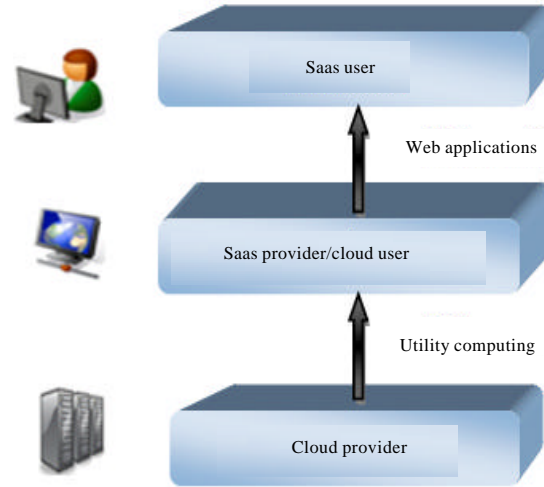 Saas user
Web applications
Saas provider/cloud user
Utility computing
Cloud provider